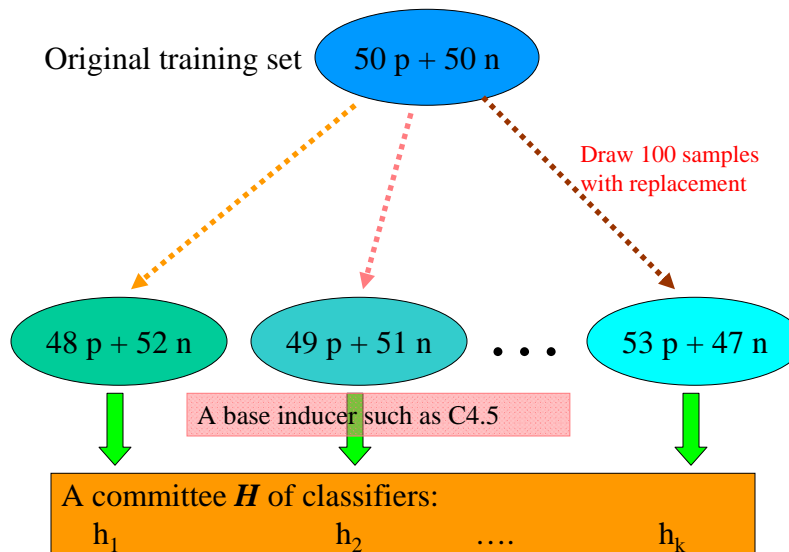 Original training set
50 p + 50 n
Draw 100 samples
with replacement
48 p + 52 n
49 p + 51 n
. . .
53 p + 47 n
A base inducer such as C4.5
A committee H of classifiers:
h₁ h₂ .... hₖ